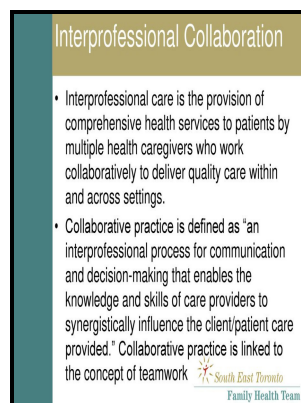 Interprofessional Collaboration
• Interprofessional care is the provision of
comprehensive health services to patients by
multiple health caregivers who work
collaboratively to deliver quality care within
and across settings.
• Collaborative practice is defined as “an
interprofessional process for communication
and decision-making that enables the
knowledge and skills of care providers to
synergistically influence the client/patient care
provided.” Collaborative practice is linked to
the concept of teamwork
South East Toronto
Family Health Team